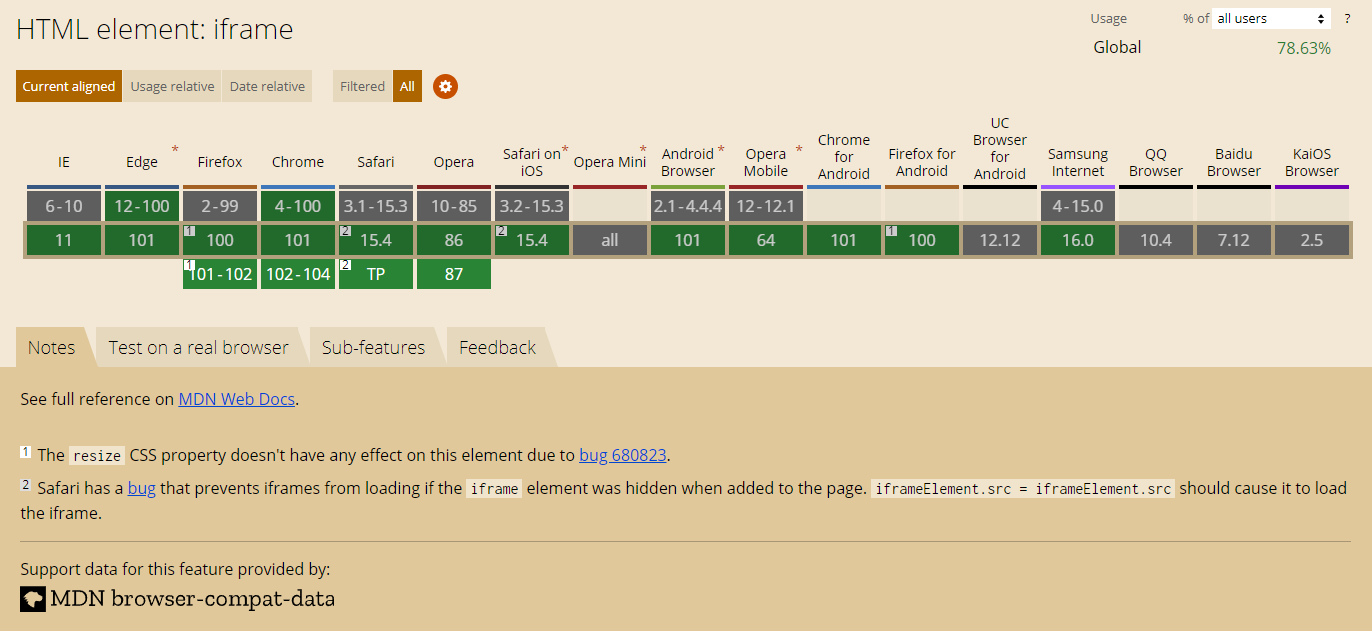 HTML element: iframe
Usage % of all users ?
Global 78.63%
Current aligned Usage relative Date relative Filtered All
IE Edge * Firefox Chrome Safari Opera Safari on iOS * Opera Mini * Android Browser * Opera Mobile * Chrome for Android Firefox for Android UC Browser for Android Samsung Internet QQ Browser Baidu Browser KaiOS Browser
6-10 12-100 2-99 4-100 3.1-15.3 10-85 3.2-15.3 2.1-4.4.4 12-12.1 4-15.0
11 101 1 100 101 2 15.4 86 2 15.4 all 101 64 101 1 100 12.12 16.0 10.4 7.12 2.5
1 101-102 102-104 2 TP 87
Notes Test on a real browser Sub-features Feedback
See full reference on MDN Web Docs.
1 The resize CSS property doesn't have any effect on this element due to bug 680823.
2 Safari has a bug that prevents iframes from loading if the iframe element was hidden when added to the page. iframeElement.src = iframeElement.src should cause it to load
the iframe.
Support data for this feature provided by:
MDN browser-compat-data